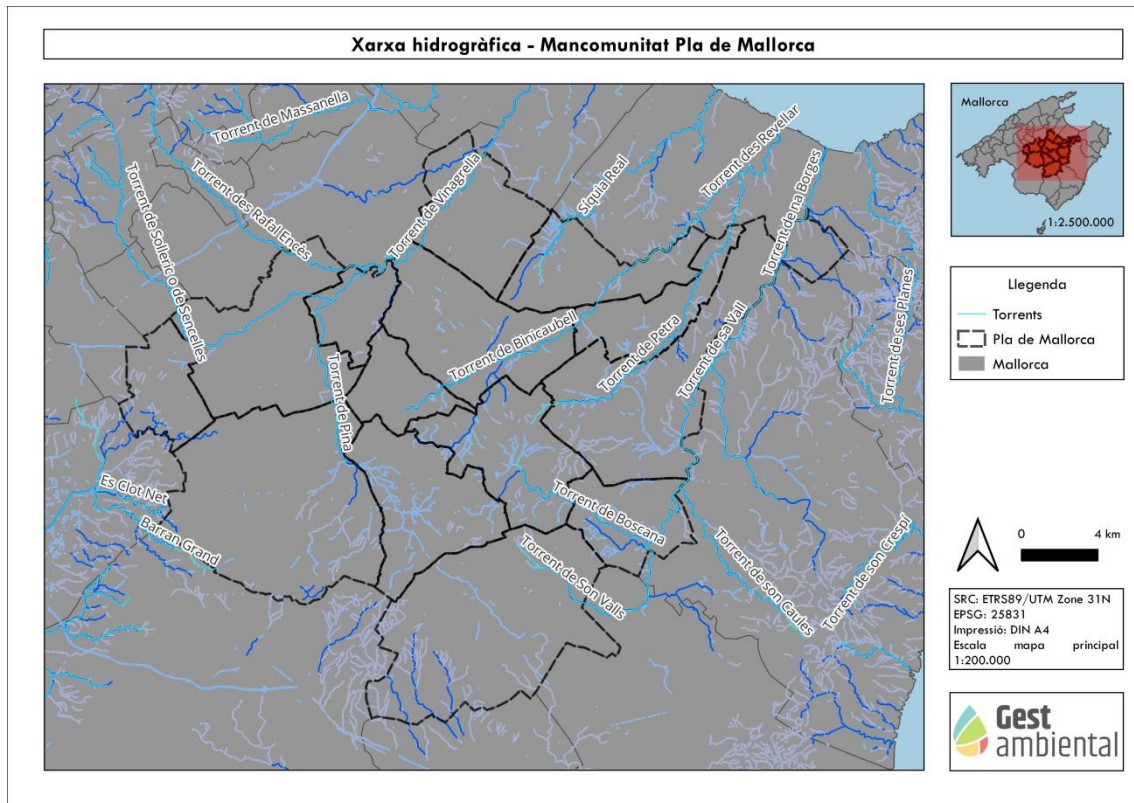 Xarxa hidrogràfica - Mancomunitat Pla de Mallorca
Torrent de Massanella
Torrent de Solleric o de Sencelles
Torrent des Rafal Encés
Torrent de Vinagrella
Síquia Real
Torrent des Revellar
Torrent de na Borges
Torrent de ses Planes
Torrent de Binicaubell
Torrent de Petra
Torrent de sa Vall
Torrent de Pina
Es Clot Net
Barran Grand
Torrent de Boscana
Torrent de Son Valls
Torrent de son Caules
Torrent de son Crespí
Mallorca
1:2.500.000
Llegenda
Torrents
Pla de Mallorca
Mallorca
0 4 km
SRC: ETRS89/UTM Zone 31N
EPSG: 25831
Impressió: DIN A4
Escala mapa principal
1:200.000
Gest
ambiental